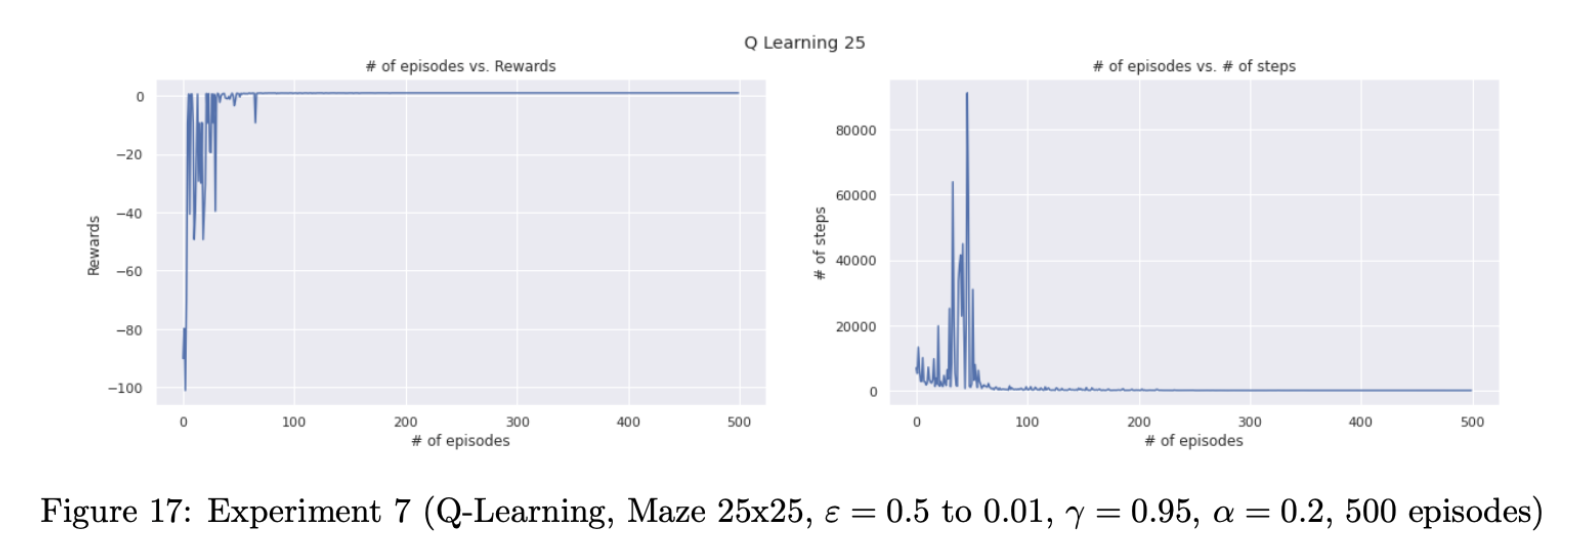 Q Learning 25
# of episodes vs. Rewards
0
−20
−40
−60
−80
−100
Rewards
0 100 200 300 400 500
# of episodes
# of episodes vs. # of steps
80000
60000
40000
20000
0
# of steps
0 100 200 300 400 500
# of episodes
Figure 17: Experiment 7 (Q-Learning, Maze 25x25, ε = 0.5 to 0.01, γ = 0.95, α = 0.2, 500 episodes)